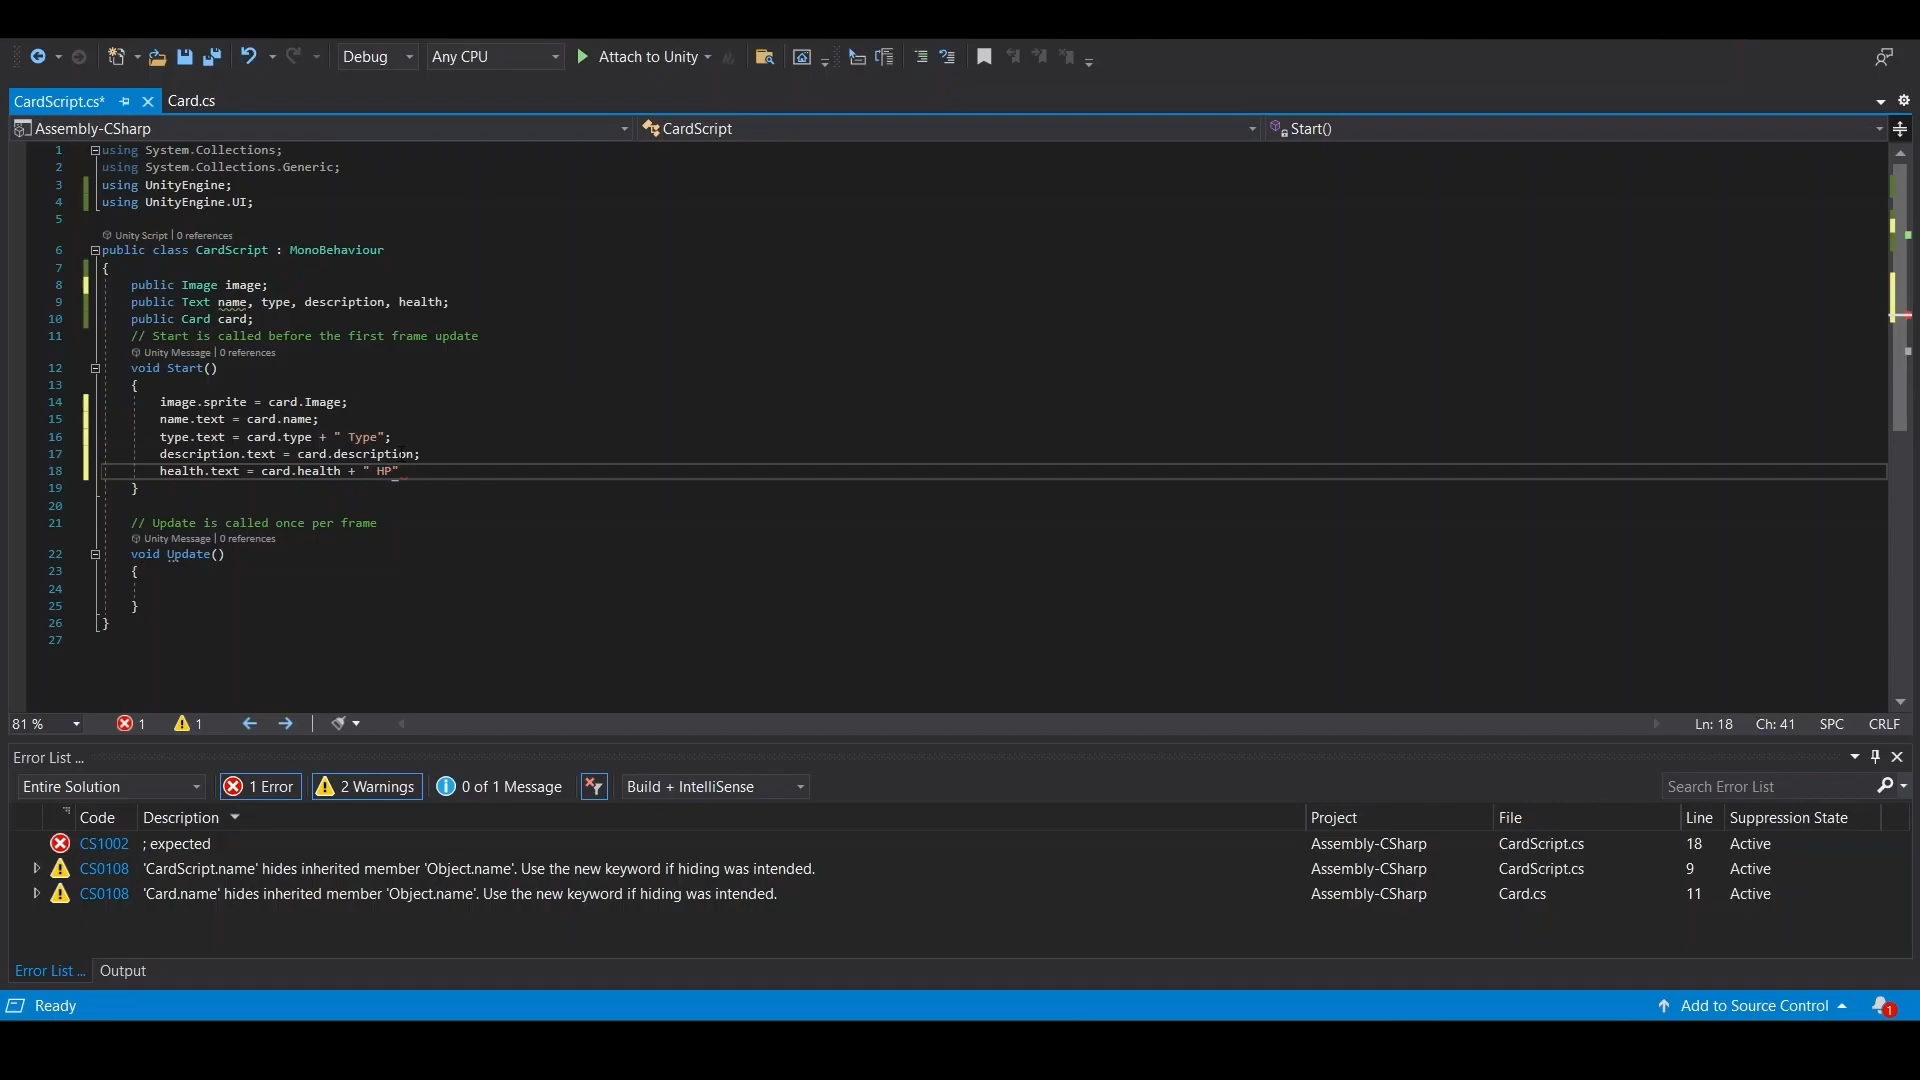 Debug Any CPU Attach to Unity
CardScript.cs* Card.cs
Assembly-CSharp CardScript Start()
1 using System.Collections;
2 using System.Collections.Generic;
3 using UnityEngine;
4 using UnityEngine.UI;
5
Unity Script | 0 references
6 public class CardScript : MonoBehaviour
7 {
8 public Image image;
9 public Text name, type, description, health;
10 public Card card;
11 // Start is called before the first frame update
Unity Message | 0 references
12 void Start()
13 {
14 image.sprite = card.Image;
15 name.text = card.name;
16 type.text = card.type + " Type";
17 description.text = card.description;
18 health.text = card.health + " HP"
19 }
20
21 // Update is called once per frame
Unity Message | 0 references
22 void Update()
23 {
24
25 }
26 }
27
81 % 1 1 Ln: 18 Ch: 41 SPC CRLF
Error List ...
Entire Solution 1 Error 2 Warnings 0 of 1 Message Build + IntelliSense Search Error List
Code Description Project File Line Suppression State
CS1002 ; expected Assembly-CSharp CardScript.cs 18 Active
CS0108 'CardScript.name' hides inherited member 'Object.name'. Use the new keyword if hiding was intended. Assembly-CSharp CardScript.cs 9 Active
CS0108 'Card.name' hides inherited member 'Object.name'. Use the new keyword if hiding was intended. Assembly-CSharp Card.cs 11 Active
Error List ... Output
Ready Add to Source Control 1